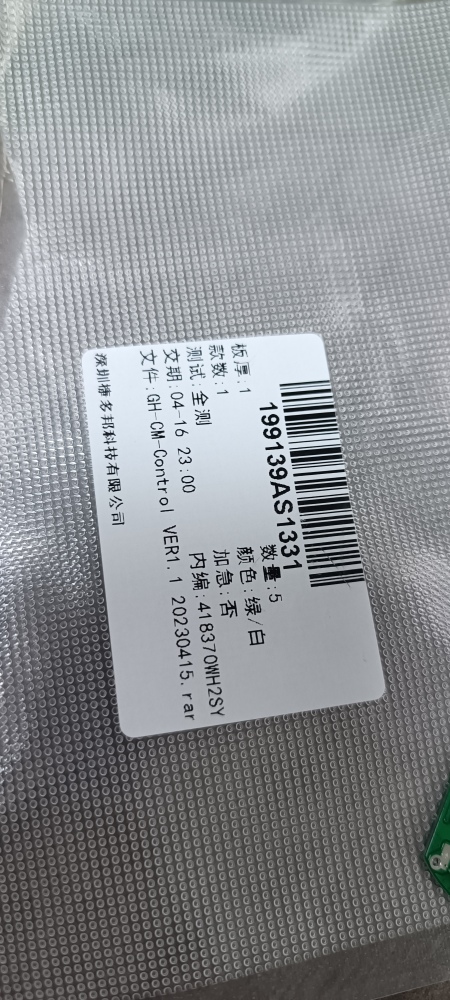 199139AS1331
板厚:1 数量:5
款数:1 颜色:绿/白
测试:全测 加急:否
交期:04-16 23:00 内编:418370WH2SY
文件:GH-CM-Control VER1.1 20230415.rar
深圳捷多邦科技有限公司